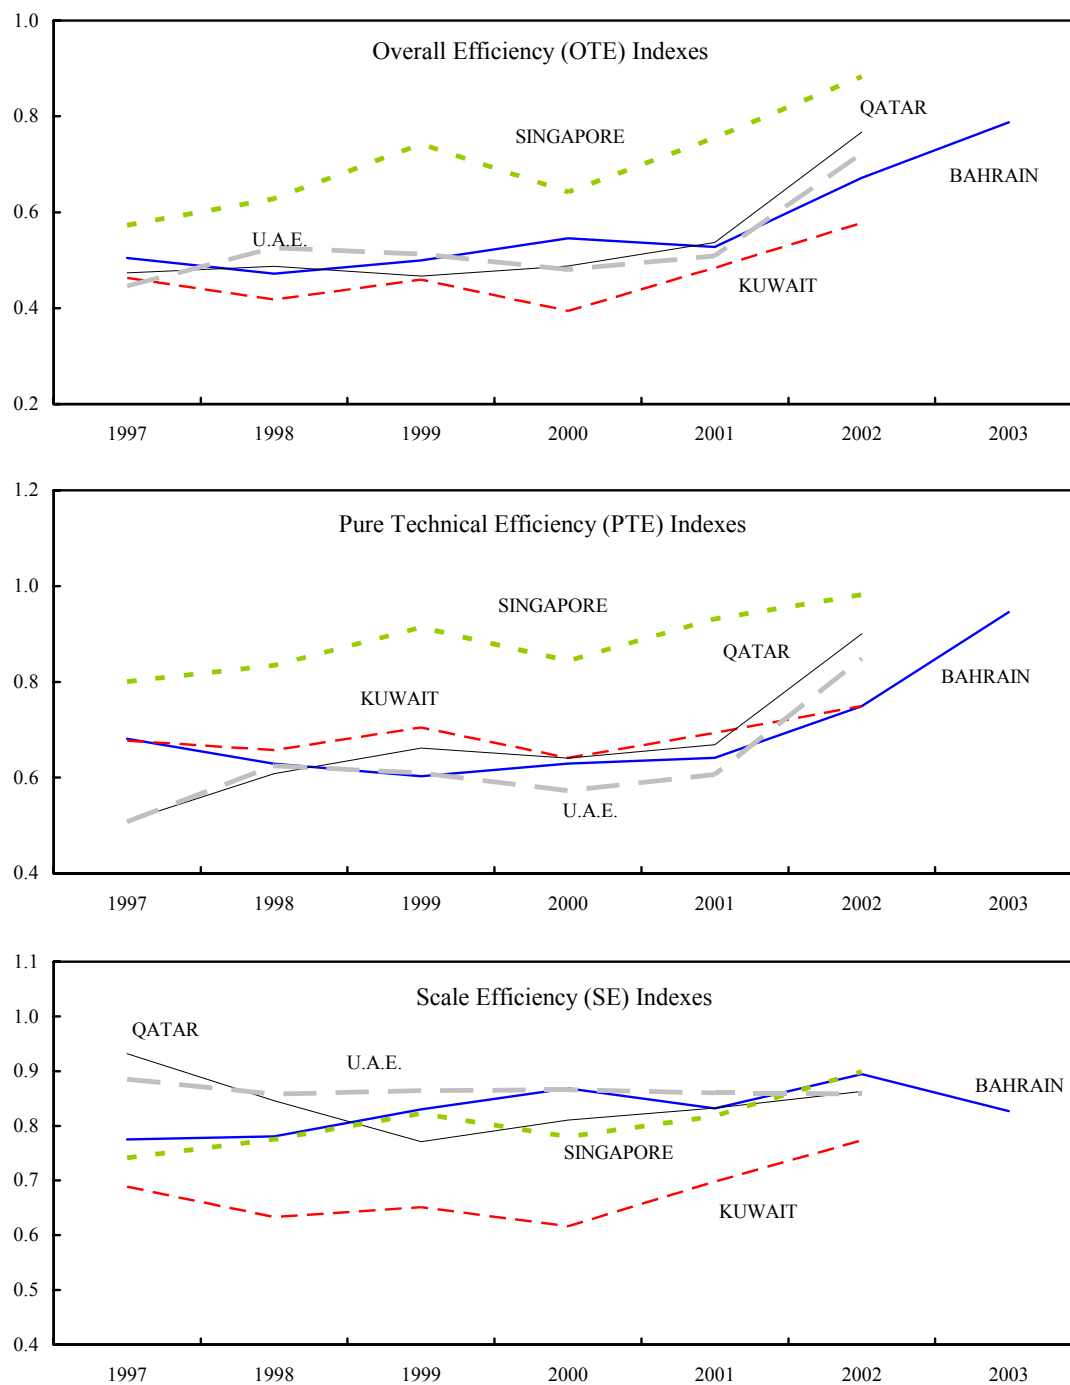 1.0
Overall Efficiency (OTE) Indexes
0.8
QATAR
SINGAPORE
BAHRAIN
0.6
U.A.E.
KUWAIT
0.4
0.2
1997 1998 1999 2000 2001 2002 2003
1.2
Pure Technical Efficiency (PTE) Indexes
1.0
SINGAPORE
QATAR
BAHRAIN
0.8
KUWAIT
0.6
U.A.E.
0.4
1997 1998 1999 2000 2001 2002 2003
1.1
Scale Efficiency (SE) Indexes
1.0
QATAR
U.A.E.
0.9
BAHRAIN
0.8
SINGAPORE
0.7
KUWAIT
0.6
0.5
0.4
1997 1998 1999 2000 2001 2002 2003